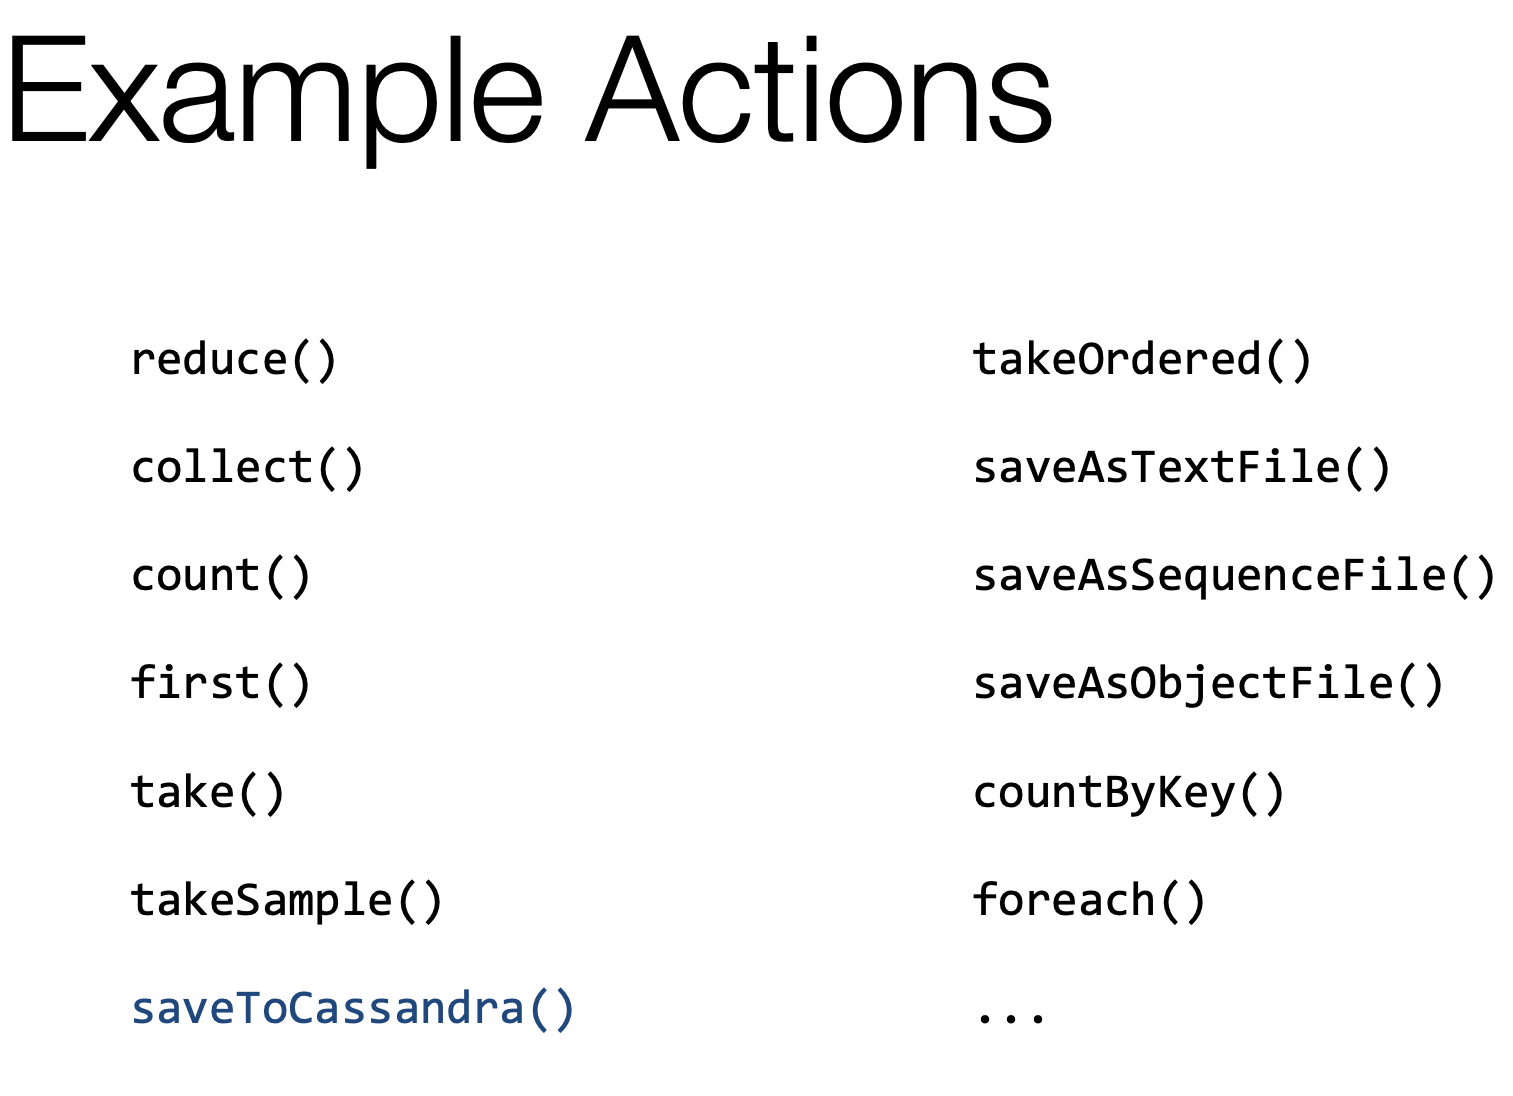 Example Actions
reduce()
collect()
count()
first()
take()
takeSample()
saveToCassandra()
takeOrdered()
saveAsTextFile()
saveAsSequenceFile()
saveAsObjectFile()
countByKey()
foreach()
...